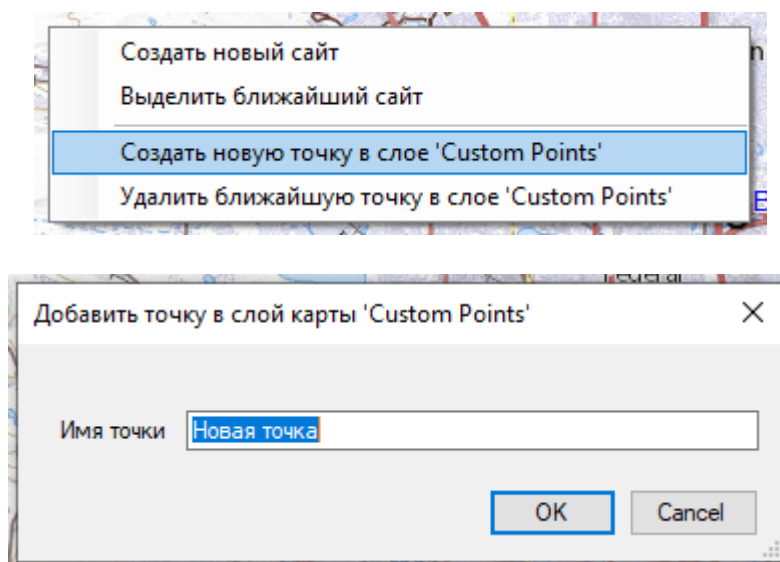 Создать новый сайт
Выделить ближайший сайт
Создать новую точку в слое 'Custom Points'
Удалить ближайшую точку в слое 'Custom Points'
Добавить точку в слой карты 'Custom Points'
Имя точки Новая точка
OK Cancel